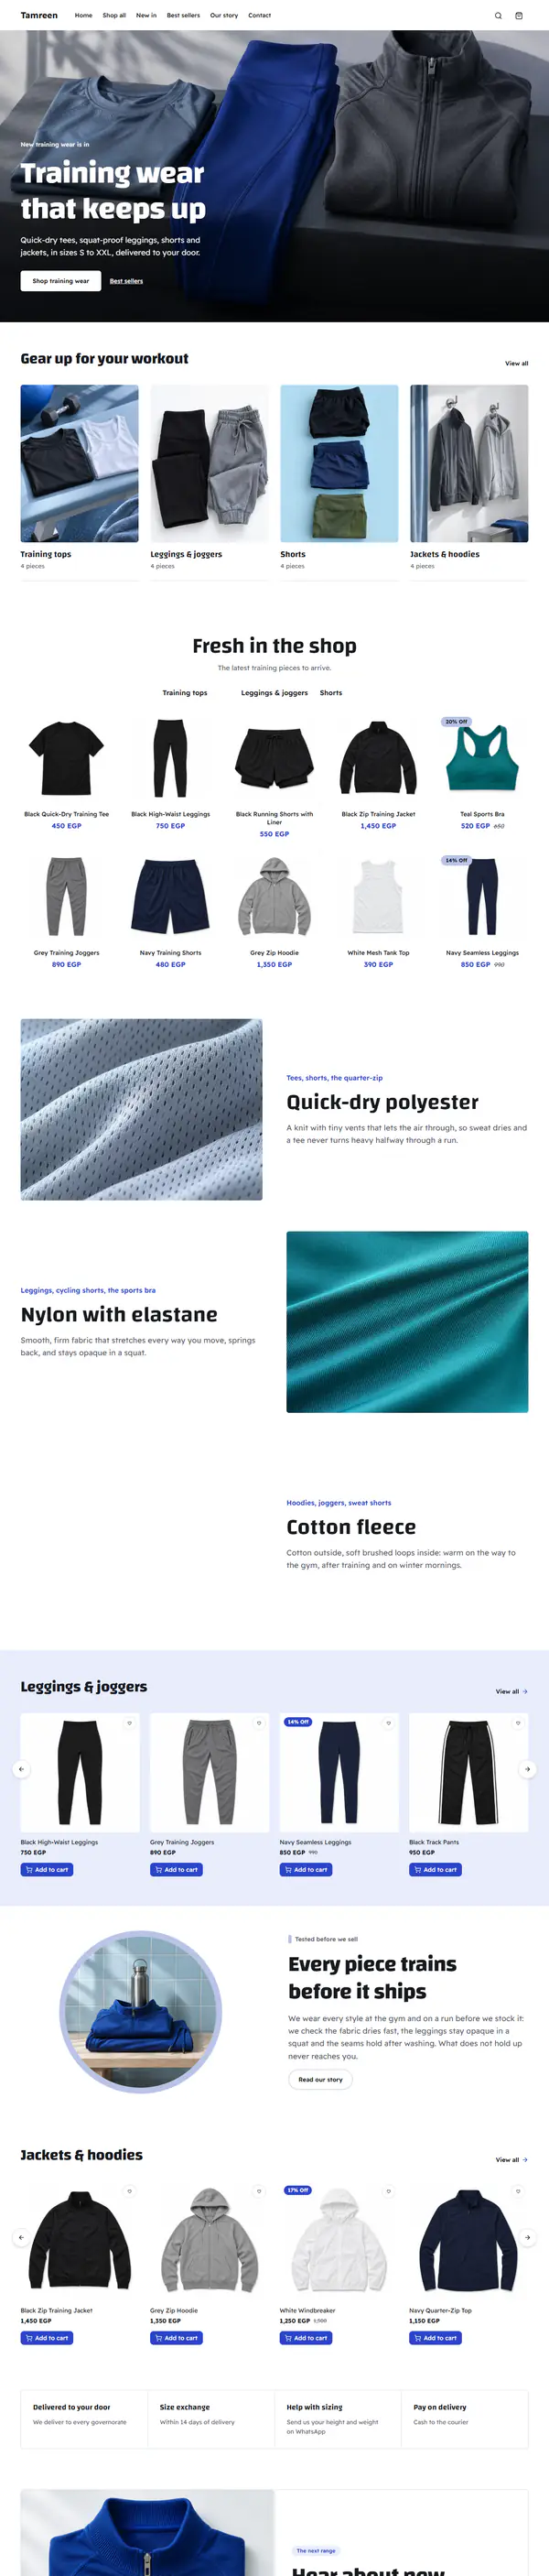 Tamreen
Home Shop all New in Best sellers Our story Contact
New training wear is in
Training wear
that keeps up
Quick-dry tees, squat-proof leggings, shorts and
jackets, in sizes S to XXL, delivered to your door.
Shop training wear Best sellers
Gear up for your workout
View all
Training tops
4 pieces
Leggings & joggers
4 pieces
Shorts
4 pieces
Jackets & hoodies
4 pieces
Fresh in the shop
The latest training pieces to arrive.
Training tops Leggings & joggers Shorts
Black Quick-Dry Training Tee
450 EGP
Black High-Waist Leggings
750 EGP
Black Running Shorts with
Liner
550 EGP
Black Zip Training Jacket
1,450 EGP
20% Off
Teal Sports Bra
520 EGP 650
Grey Training Joggers
890 EGP
Navy Training Shorts
480 EGP
Grey Zip Hoodie
1,350 EGP
White Mesh Tank Top
390 EGP
14% Off
Navy Seamless Leggings
850 EGP 990
Tees, shorts, the quarter-zip
Quick-dry polyester
A knit with tiny vents that lets the air through, so sweat dries and
a tee never turns heavy halfway through a run.
Leggings, cycling shorts, the sports bra
Nylon with elastane
Smooth, firm fabric that stretches every way you move, springs
back, and stays opaque in a squat.
Hoodies, joggers, sweat shorts
Cotton fleece
Cotton outside, soft brushed loops inside: warm on the way to
the gym, after training and on winter mornings.
Leggings & joggers
View all
Black High-Waist Leggings
750 EGP
Add to cart
Grey Training Joggers
890 EGP
Add to cart
14% Off
Navy Seamless Leggings
850 EGP 990
Add to cart
Black Track Pants
950 EGP
Add to cart
Tested before we sell
Every piece trains
before it ships
We wear every style at the gym and on a run before we stock it:
we check the fabric dries fast, the leggings stay opaque in a
squat and the seams hold after washing. What does not hold up
never reaches you.
Read our story
Jackets & hoodies
View all
Black Zip Training Jacket
1,450 EGP
Add to cart
Grey Zip Hoodie
1,350 EGP
Add to cart
17% Off
White Windbreaker
1,250 EGP 1,500
Add to cart
Navy Quarter-Zip Top
1,150 EGP
Add to cart
Delivered to your door
We deliver to every governorate
Size exchange
Within 14 days of delivery
Help with sizing
Send us your height and weight
on WhatsApp
Pay on delivery
Cash to the courier
The next range
Hear about new